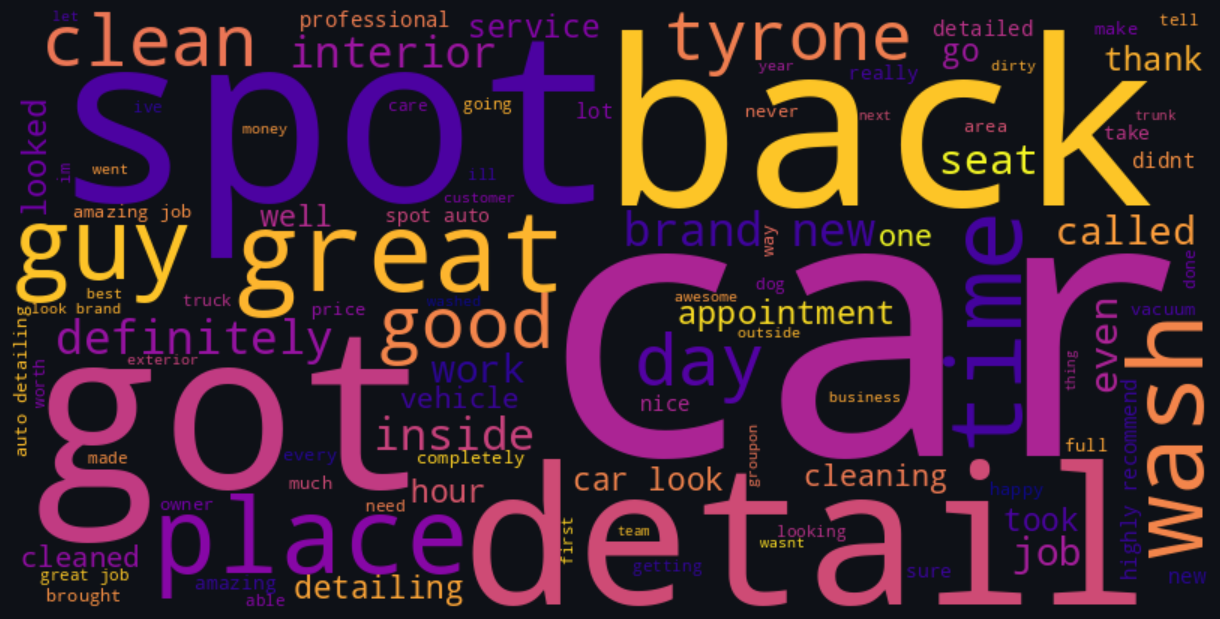 let
professional
service
tyrone
detailed
make
tell
clean
interior
go
dirty
thank
spot
back
year
really
ive
care
going
lot
never
next
area
trunk
take
looked
money
seat
didnt
went
im
ill
customer
amazing job
well
spot auto
brand new
one
way
time
called
guy
great
car
done
best
look brand
truck
price
washed
dog
awesome
appointment
outside
vacuum
even
wash
auto detailing
definitely
good
exterior
worth
work
day
thing
vehicle
nice
business
got
inside
full
made
every
completely
groupon
car look
cleaning
highly recommend
much
hour
detail
happy
owner
place
need
first
team
wasnt
looking
took
job
cleaned
getting
sure
great job
amazing
detailing
new
brought
able